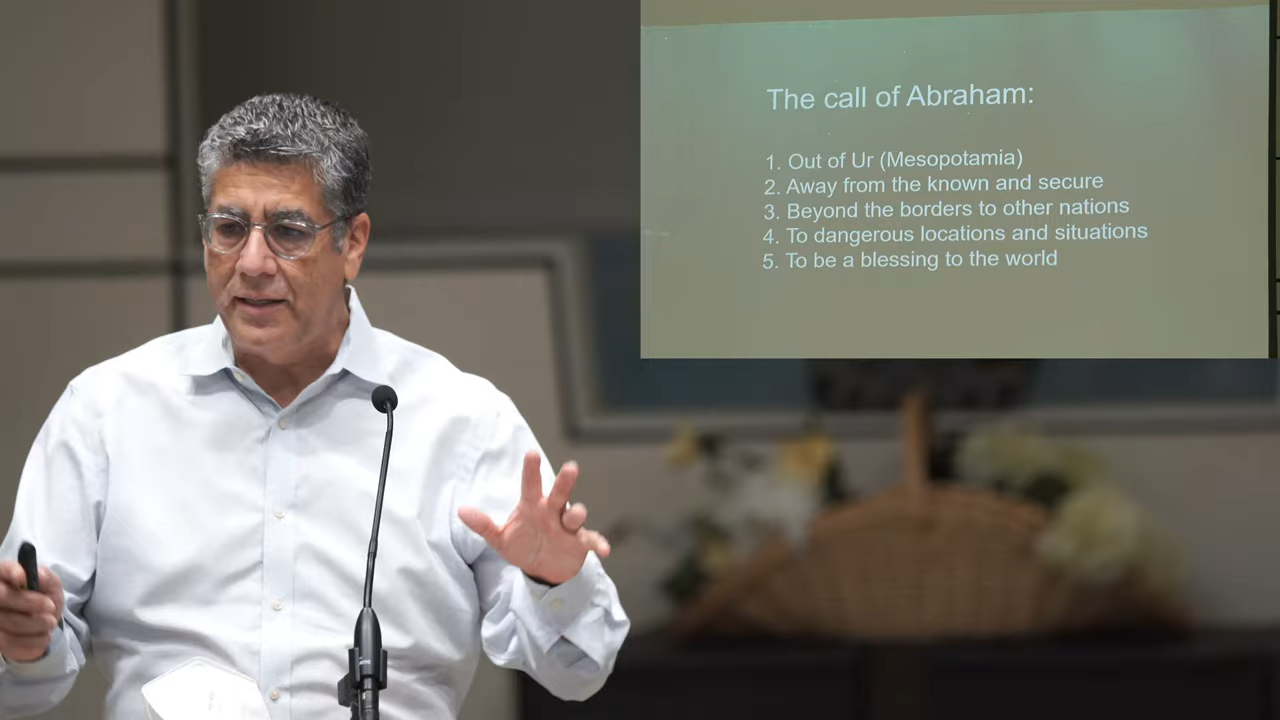 The call of Abraham:
1. Out of Ur (Mesopotamia)
2. Away from the known and secure
3. Beyond the borders to other nations
4. To dangerous locations and situations
5. To be a blessing to the world